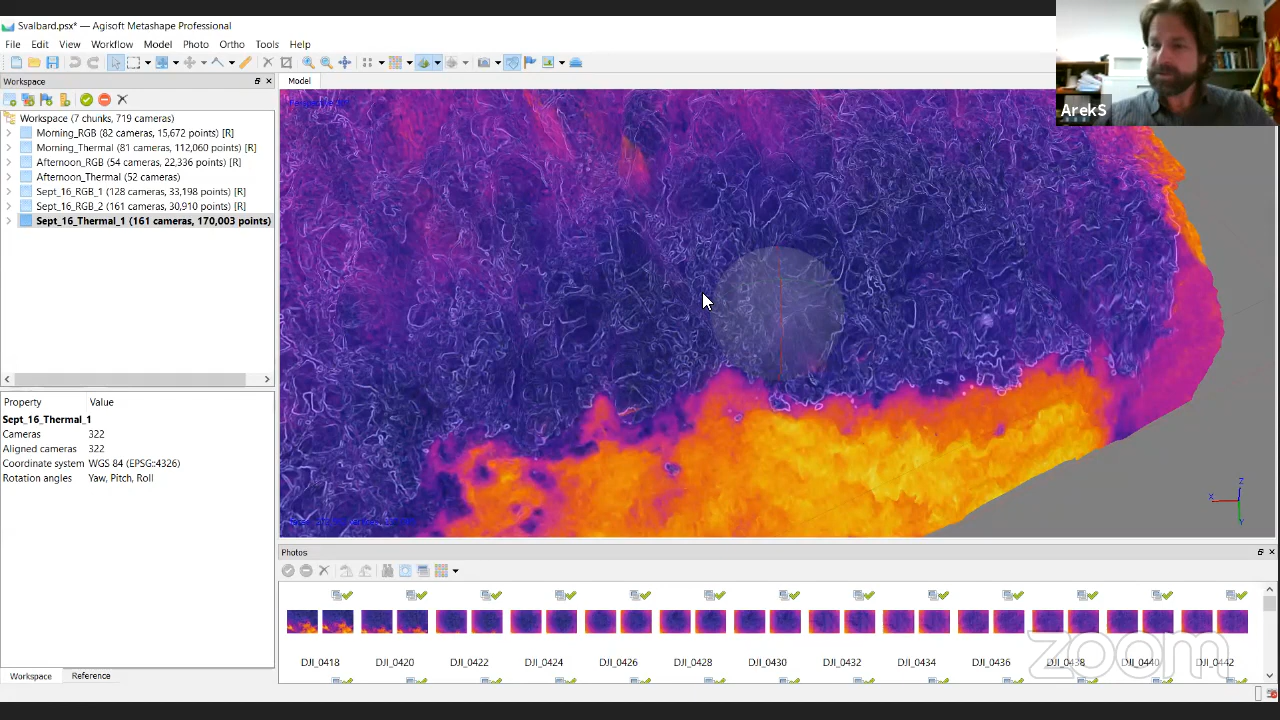 Svalbard.psx* — Agisoft Metashape Professional
File Edit View Workflow Model Photo Ortho Tools Help
Workspace
Model
ArekS
Workspace (7 chunks, 719 cameras)
Morning_RGB (82 cameras, 15,672 points) [R]
Morning_Thermal (81 cameras, 112,060 points) [R]
Afternoon_RGB (54 cameras, 22,336 points) [R]
Afternoon_Thermal (52 cameras)
Sept_16_RGB_1 (128 cameras, 33,198 points) [R]
Sept_16_RGB_2 (161 cameras, 30,910 points) [R]
Sept_16_Thermal_1 (161 cameras, 170,003 points)
Property Value
Sept_16_Thermal_1
Cameras 322
Aligned cameras 322
Coordinate system WGS 84 (EPSG::4326)
Rotation angles Yaw, Pitch, Roll
Z
X
Y
Photos
DJI_0418 DJI_0420 DJI_0422 DJI_0424 DJI_0426 DJI_0428 DJI_0430 DJI_0432 DJI_0434 DJI_0436 DJI_0438 DJI_0440 DJI_0442
zoom
Workspace Reference